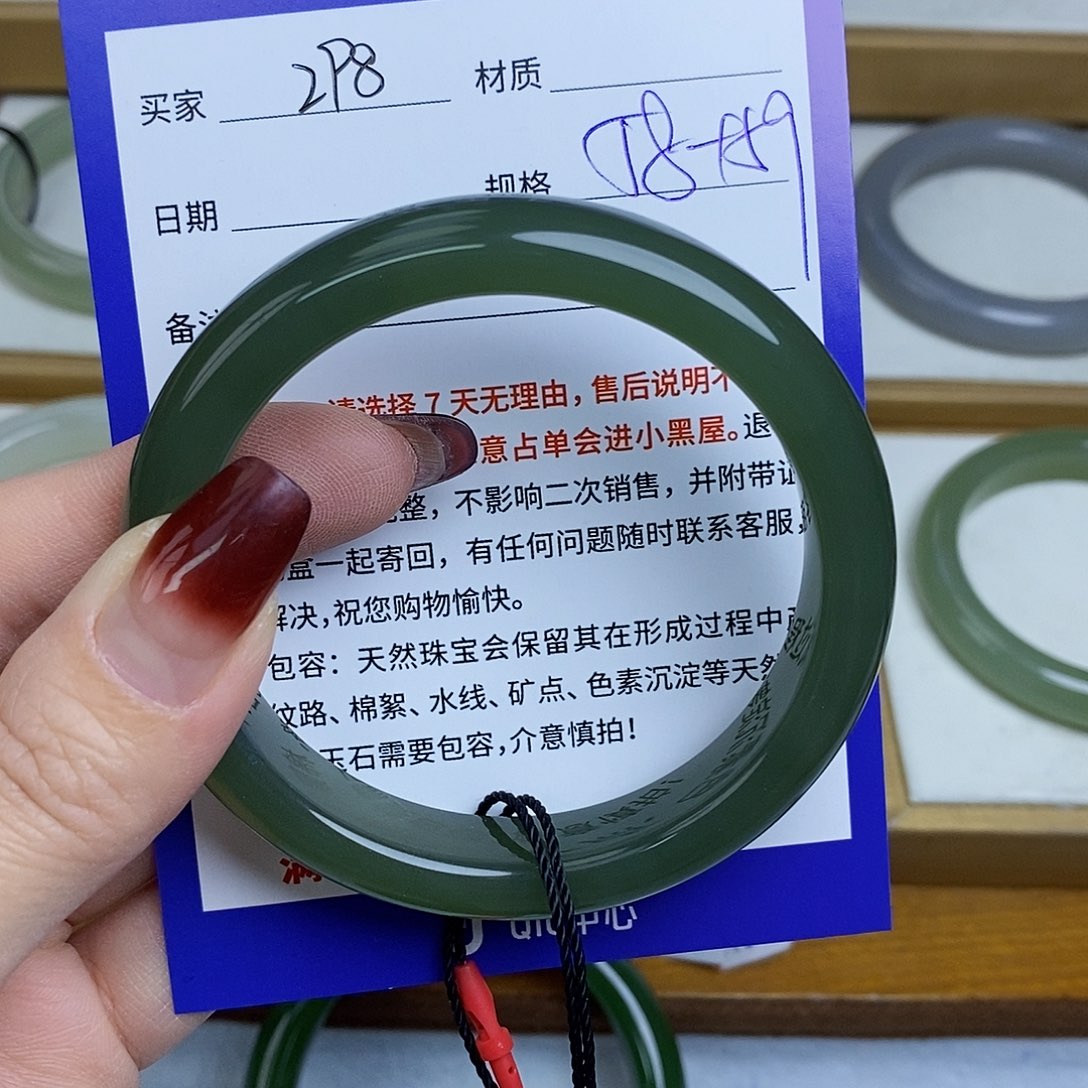 买家 2P8 材质
日期 规格
备注
请选择7天无理由，售后说明不
意占单会进小黑屋。退
整，不影响二次销售，并附带证
盒一起寄回，有任何问题随时联系客服
解决，祝您购物愉快。
包容：天然珠宝会保留其在形成过程中
纹路、棉絮、水线、矿点、色素沉淀等天然
玉石需要包容，介意慎拍！
QIC中心